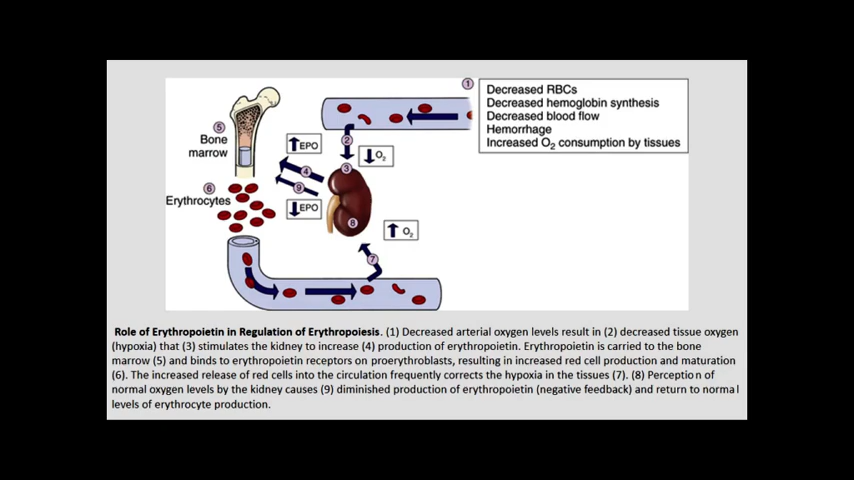 1
Decreased RBCs
Decreased hemoglobin synthesis
Decreased blood flow
Hemorrhage
Increased O2 consumption by tissues
5
Bone
marrow
↑EPO
2
↓O2
3
4
9
6
Erythrocytes
↓EPO
8
↑ O2
7
Role of Erythropoietin in Regulation of Erythropoiesis. (1) Decreased arterial oxygen levels result in (2) decreased tissue oxygen
(hypoxia) that (3) stimulates the kidney to increase (4) production of erythropoietin. Erythropoietin is carried to the bone
marrow (5) and binds to erythropoietin receptors on proerythroblasts, resulting in increased red cell production and maturation
(6). The increased release of red cells into the circulation frequently corrects the hypoxia in the tissues (7). (8) Perception of
normal oxygen levels by the kidney causes (9) diminished production of erythropoietin (negative feedback) and return to normal
levels of erythrocyte production.